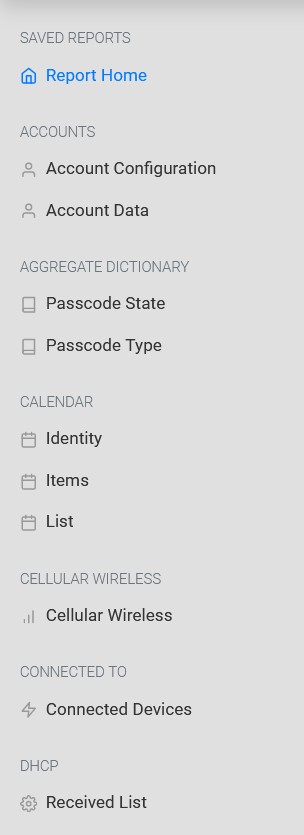 SAVED REPORTS
Report Home
ACCOUNTS
Account Configuration
Account Data
AGGREGATE DICTIONARY
Passcode State
Passcode Type
CALENDAR
Identity
Items
List
CELLULAR WIRELESS
Cellular Wireless
CONNECTED TO
Connected Devices
DHCP
Received List